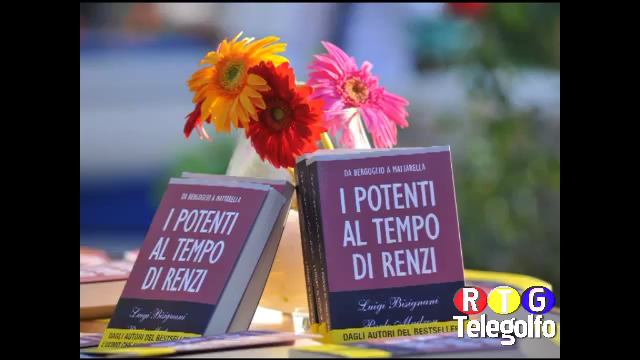 DA BERGOGLIO A MATTARELLA
I POTENTI
AL TEMPO
DI RENZI
Luigi Bisignani
DAGLI AUTORI DEL BESTSELLER
DA BERGOGLIO A MATTARELLA
I POTENTI
AL TEMPO
DI RENZI
Luigi Bisignani
DAGLI AUTORI DEL BESTSELLER
RTG
Telegolfo